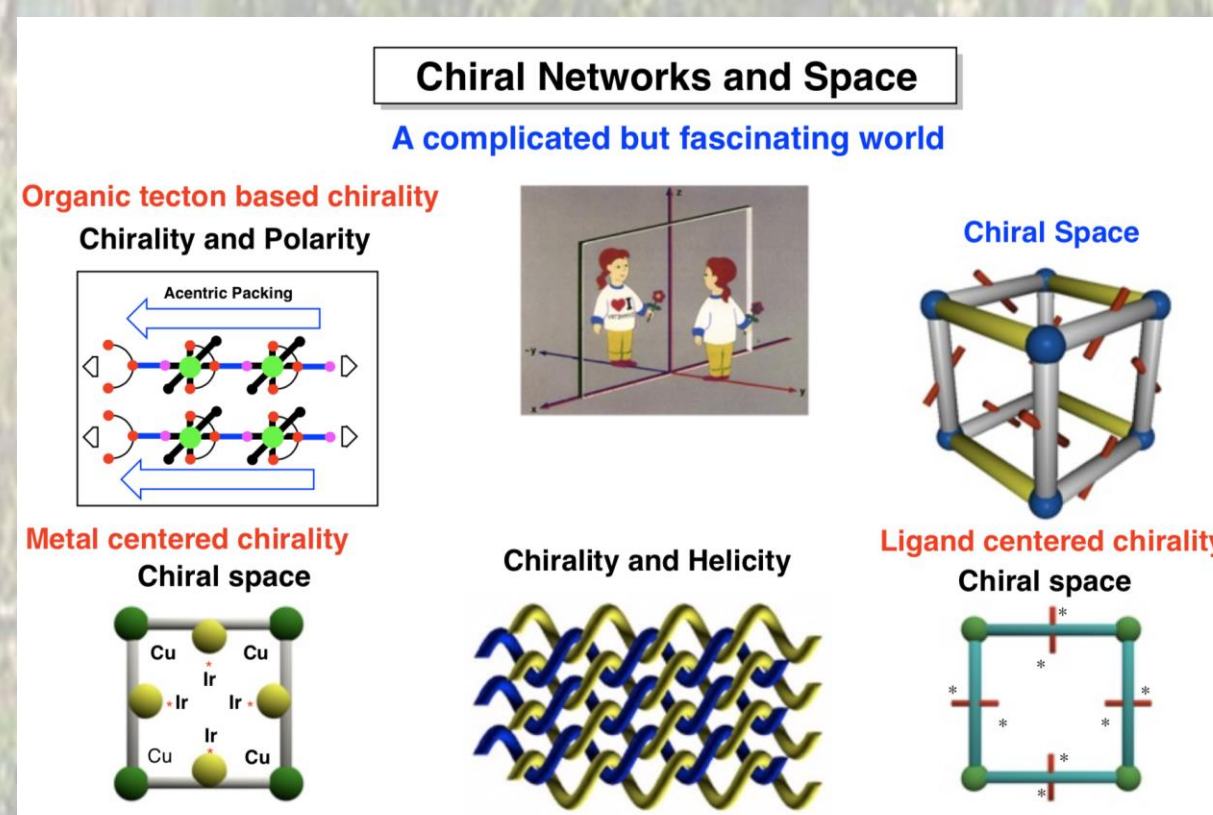 Chiral Networks and Space
A complicated but fascinating world
Organic tecton based chirality
Chirality and Polarity
Acentric Packing
z
I
-y
x
y
Chiral Space
Metal centered chirality
Chiral space
Cu
Cu
* Ir
* Ir
Ir *
Ir *
Cu
Cu
Chirality and Helicity
Ligand centered chirality
Chiral space
*
*
*
*
*
*
*
*